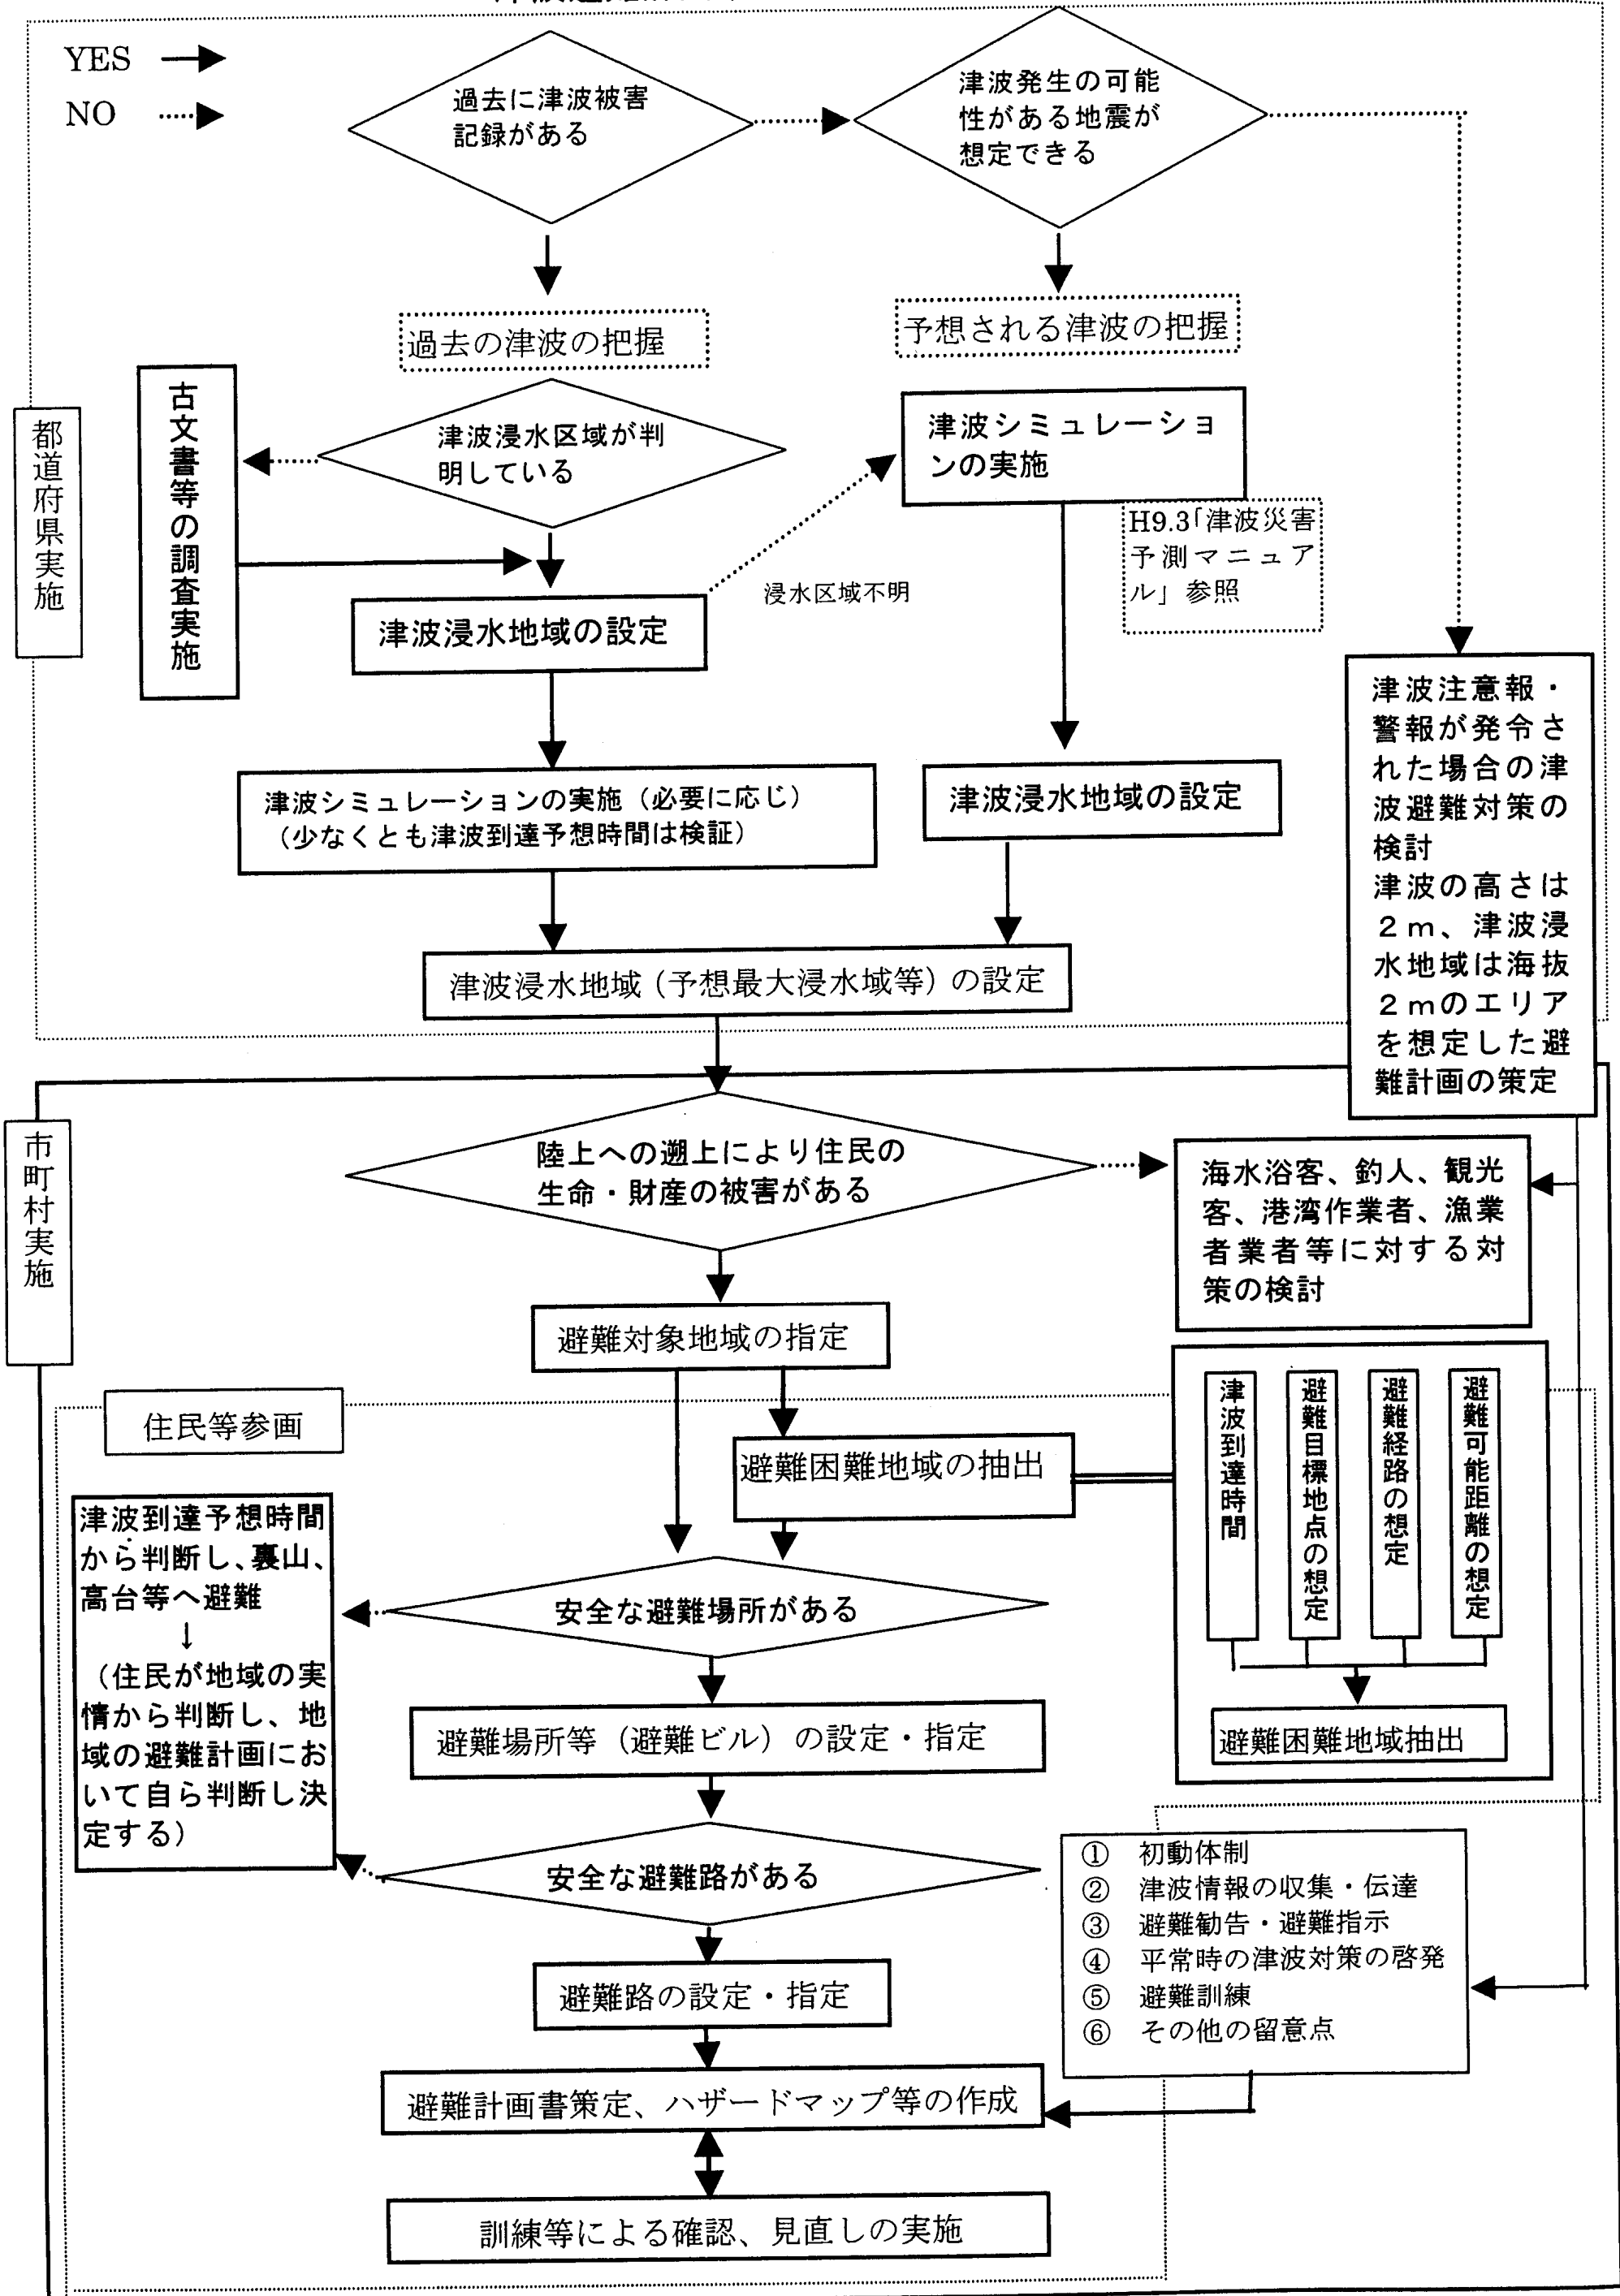 YES
NO
過去に津波被害
記録がある
津波発生の可能
性がある地震が
想定できる
過去の津波の把握
予想される津波の把握
都道府県実施
古文書等の調査実施
津波浸水区域が判
明している
津波シミュレーショ
ンの実施
H9.3「津波災害
予測マニュア
ル」参照
浸水区域不明
津波浸水地域の設定
津波シミュレーションの実施（必要に応じ）
（少なくとも津波到達予想時間は検証）
津波浸水地域の設定
津波注意報・
警報が発令さ
れた場合の津
波避難対策の
検討
津波の高さは
２ｍ、津波浸
水地域は海抜
２ｍのエリア
を想定した避
難計画の策定
津波浸水地域（予想最大浸水域等）の設定
市町村実施
陸上への遡上により住民の
生命・財産の被害がある
海水浴客、釣人、観光
客、港湾作業者、漁業
者業者等に対する対
策の検討
避難対象地域の指定
住民等参画
避難困難地域の抽出
津波到達時間
避難目標地点の想定
避難経路の想定
避難可能距離の想定
避難困難地域抽出
津波到達予想時間
から判断し、裏山、
高台等へ避難
↓
（住民が地域の実
情から判断し、地
域の避難計画にお
いて自ら判断し決
定する）
安全な避難場所がある
避難場所等（避難ビル）の設定・指定
安全な避難路がある
① 初動体制
② 津波情報の収集・伝達
③ 避難勧告・避難指示
④ 平常時の津波対策の啓発
⑤ 避難訓練
⑥ その他の留意点
避難路の設定・指定
避難計画書策定、ハザードマップ等の作成
訓練等による確認、見直しの実施